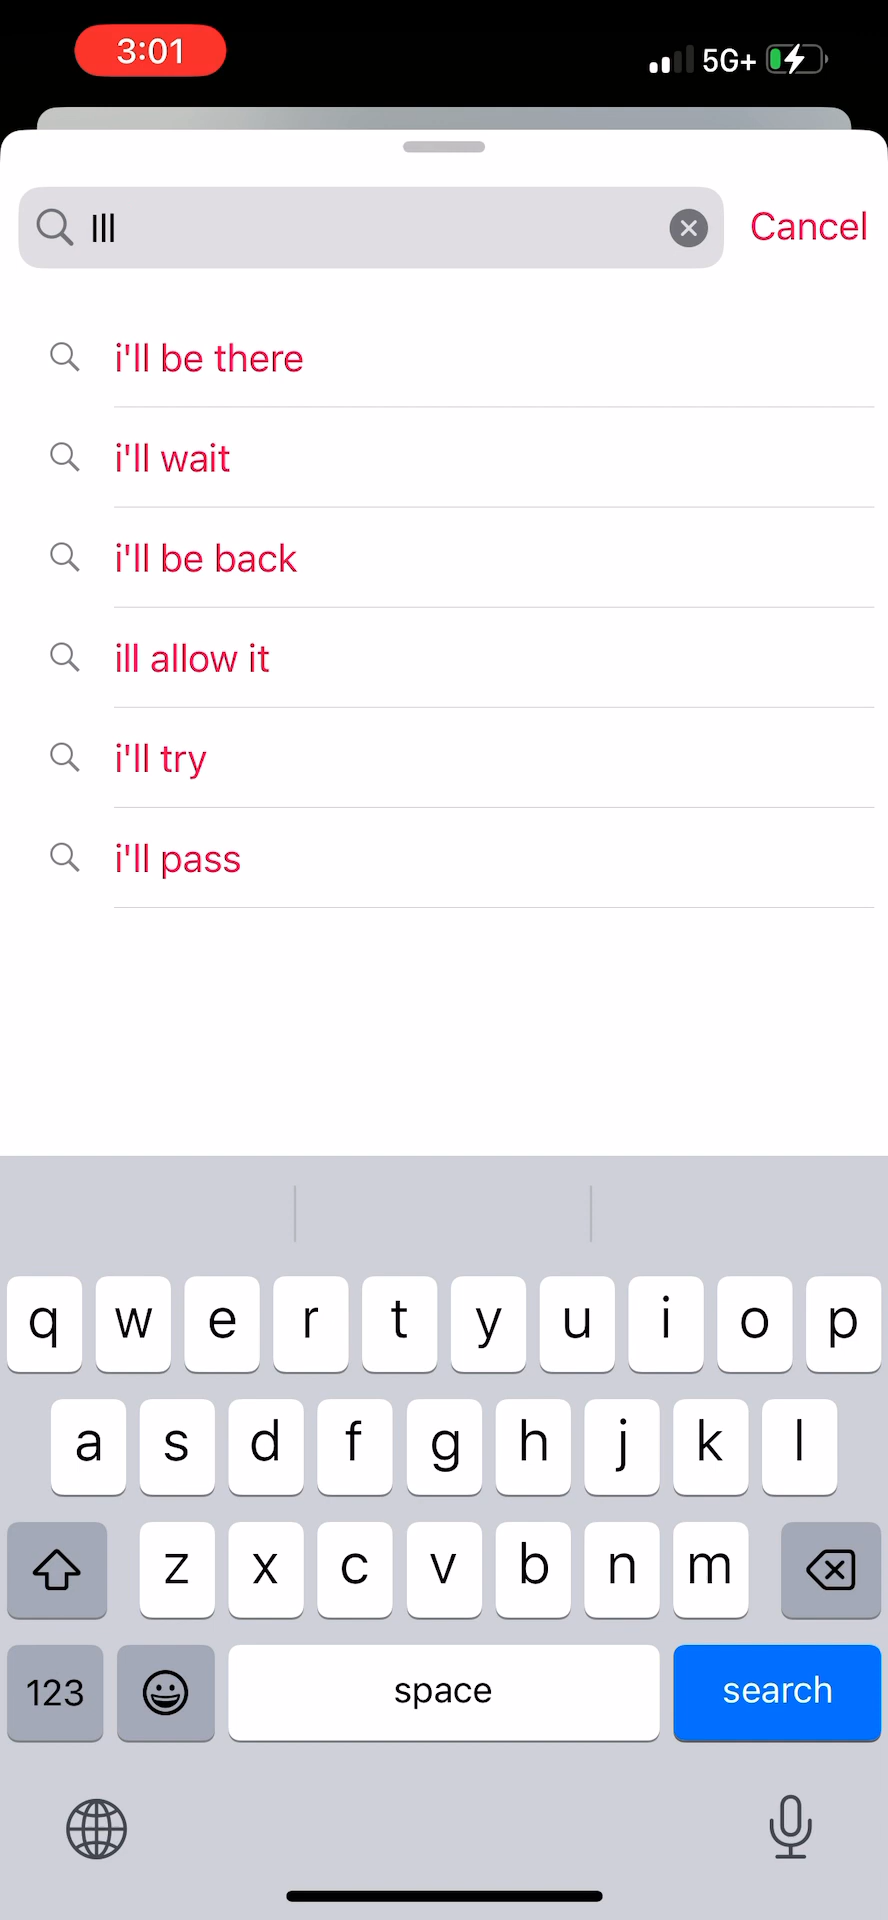 3:01
5G+
Ill
Cancel
i'll be there
i'll wait
i'll be back
ill allow it
i'll try
i'll pass
q w e r t y u i o p
a s d f g h j k l
z x c v b n m
123 space search